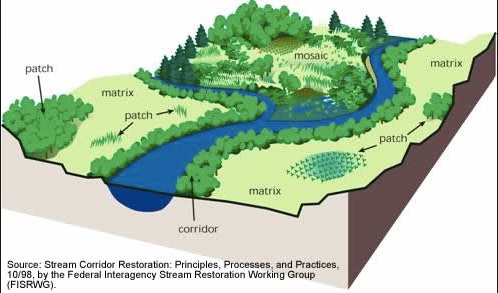 mosaic
matrix
patch
matrix
patch
patch
matrix
corridor
Source: Stream Corridor Restoration: Principles, Processes, and Practices,
10/98, by the Federal Interagency Stream Restoration Working Group
(FISRWG).